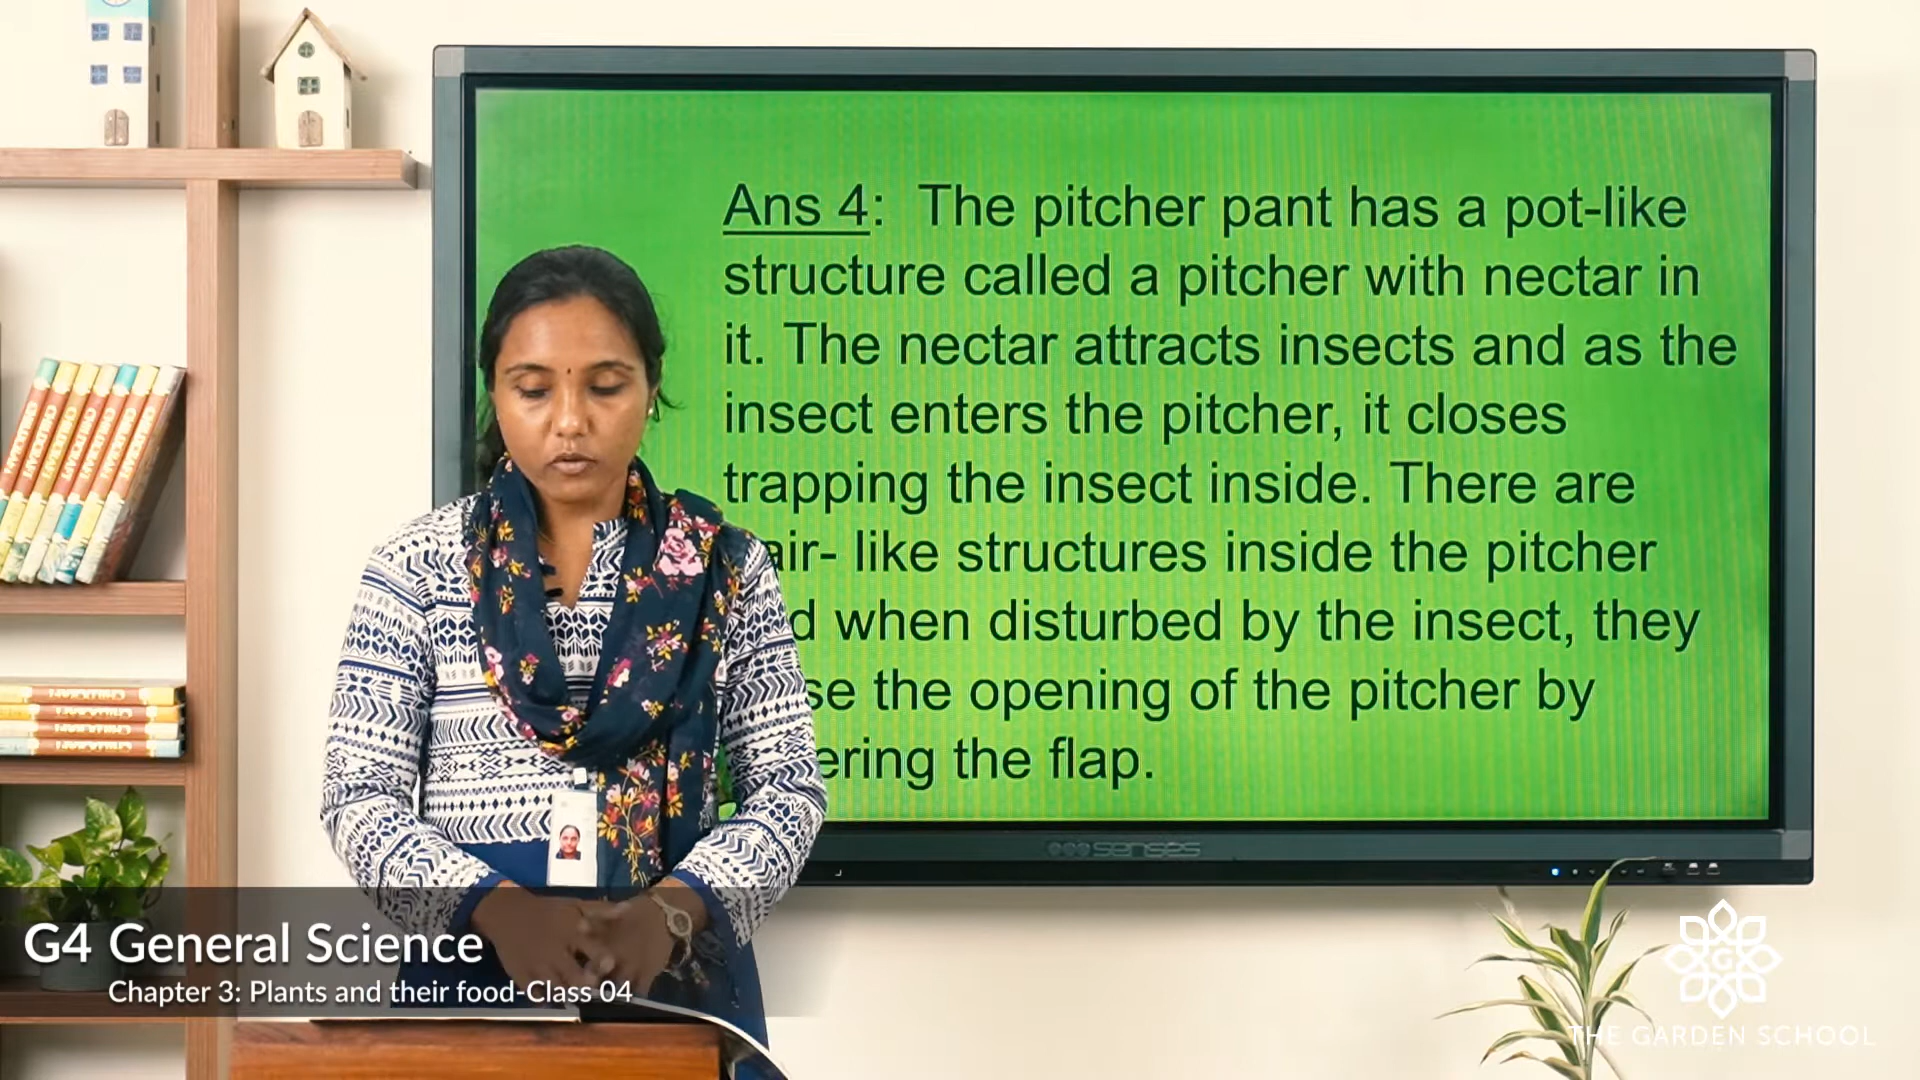 Ans 4: The pitcher pant has a pot-like
structure called a pitcher with nectar in
it. The nectar attracts insects and as the
insect enters the pitcher, it closes
trapping the insect inside. There are
air- like structures inside the pitcher
d when disturbed by the insect, they
se the opening of the pitcher by
ering the flap.
senses
G4 General Science
Chapter 3: Plants and their food-Class 04
G
THE GARDEN SCHOOL